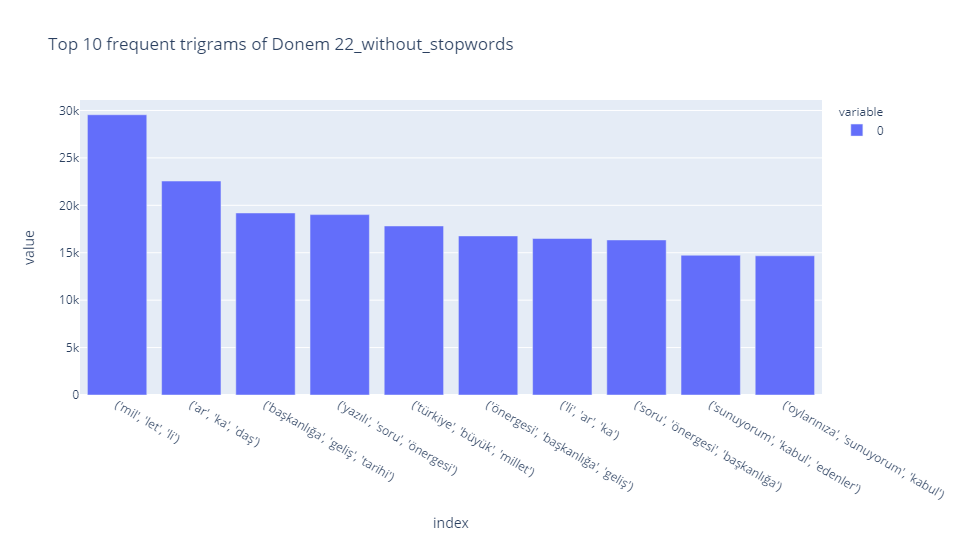 Top 10 frequent trigrams of Donem 22_without_stopwords
variable
0
30k
25k
20k
15k
10k
5k
0
value
('mil', 'let', 'li')
('ar', 'ka', 'daş')
('başkanlığa', 'geliş', 'tarihi')
('yazılı', 'soru', 'önergesi')
('türkiye', 'büyük', 'millet')
('önergesi', 'başkanlığa', 'geliş')
('li', 'ar', 'ka')
('soru', 'önergesi', 'başkanlığa')
('sunuyorum', 'kabul', 'edenler')
('oylarınıza', 'sunuyorum', 'kabul')
index